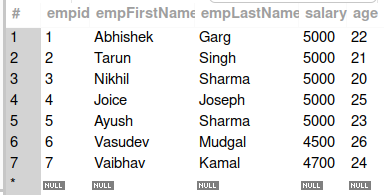 # empid empFirstName empLastName salary age
1 1 Abhishek Garg 5000 22
2 2 Tarun Singh 5000 21
3 3 Nikhil Sharma 5000 20
4 4 Joice Joseph 5000 25
5 5 Ayush Sharma 5000 23
6 6 Vasudev Mudgal 4500 26
7 7 Vaibhav Kamal 4700 24
* NULL NULL NULL NULL NULL